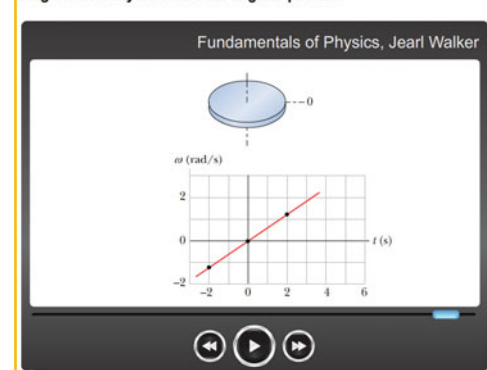 Fundamentals of Physics, Jearl Walker
0
ω (rad/s)
2
0
t (s)
−2
−2 0 2 4 6